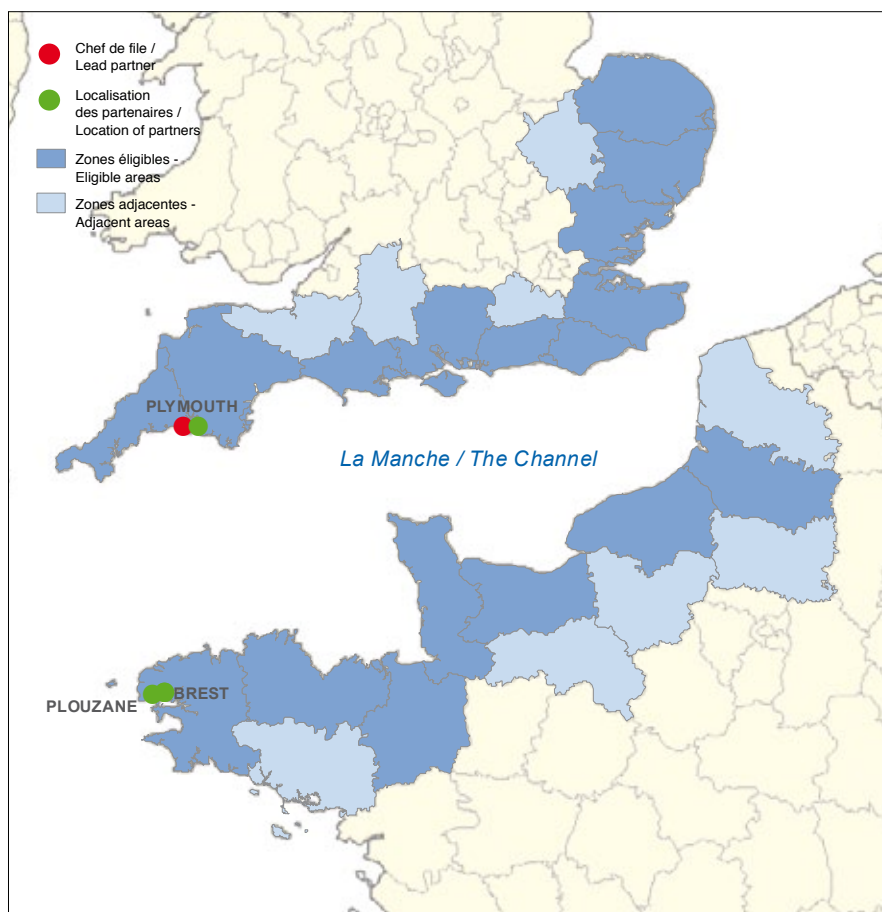 Chef de file /
Lead partner
Localisation
des partenaires /
Location of partners
Zones éligibles -
Eligible areas
Zones adjacentes -
Adjacent areas
PLYMOUTH
La Manche / The Channel
BREST
PLOUZANE